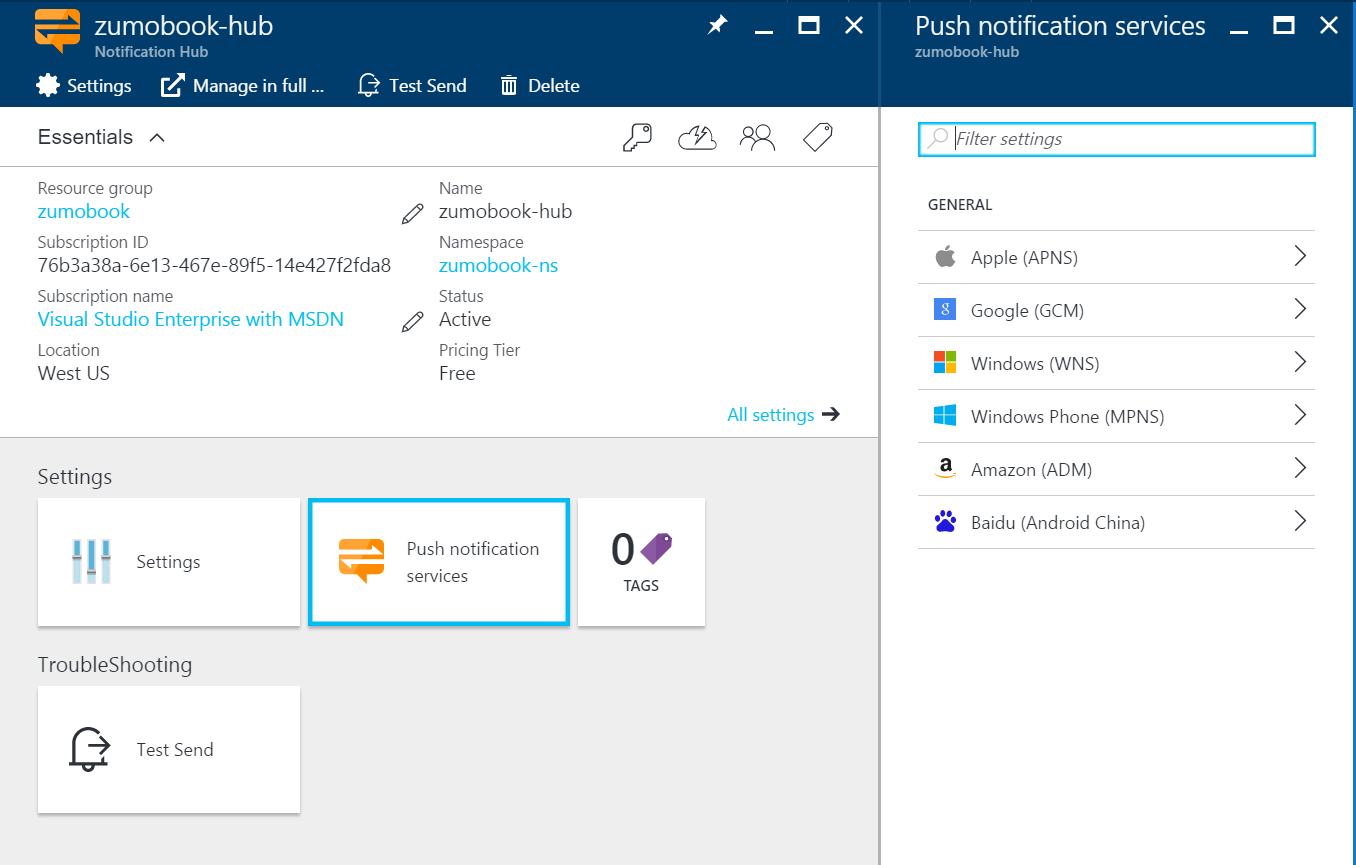 zumobook-hub
Notification Hub
Settings
Manage in full ...
Test Send
Delete
Essentials
Resource group
zumobook
Subscription ID
76b3a38a-6e13-467e-89f5-14e427f2fda8
Subscription name
Visual Studio Enterprise with MSDN
Location
West US
Name
zumobook-hub
Namespace
zumobook-ns
Status
Active
Pricing Tier
Free
All settings
Settings
Settings
Push notification
services
0
TAGS
TroubleShooting
Test Send
Push notification services
zumobook-hub
Filter settings
GENERAL
Apple (APNS)
Google (GCM)
Windows (WNS)
Windows Phone (MPNS)
Amazon (ADM)
Baidu (Android China)